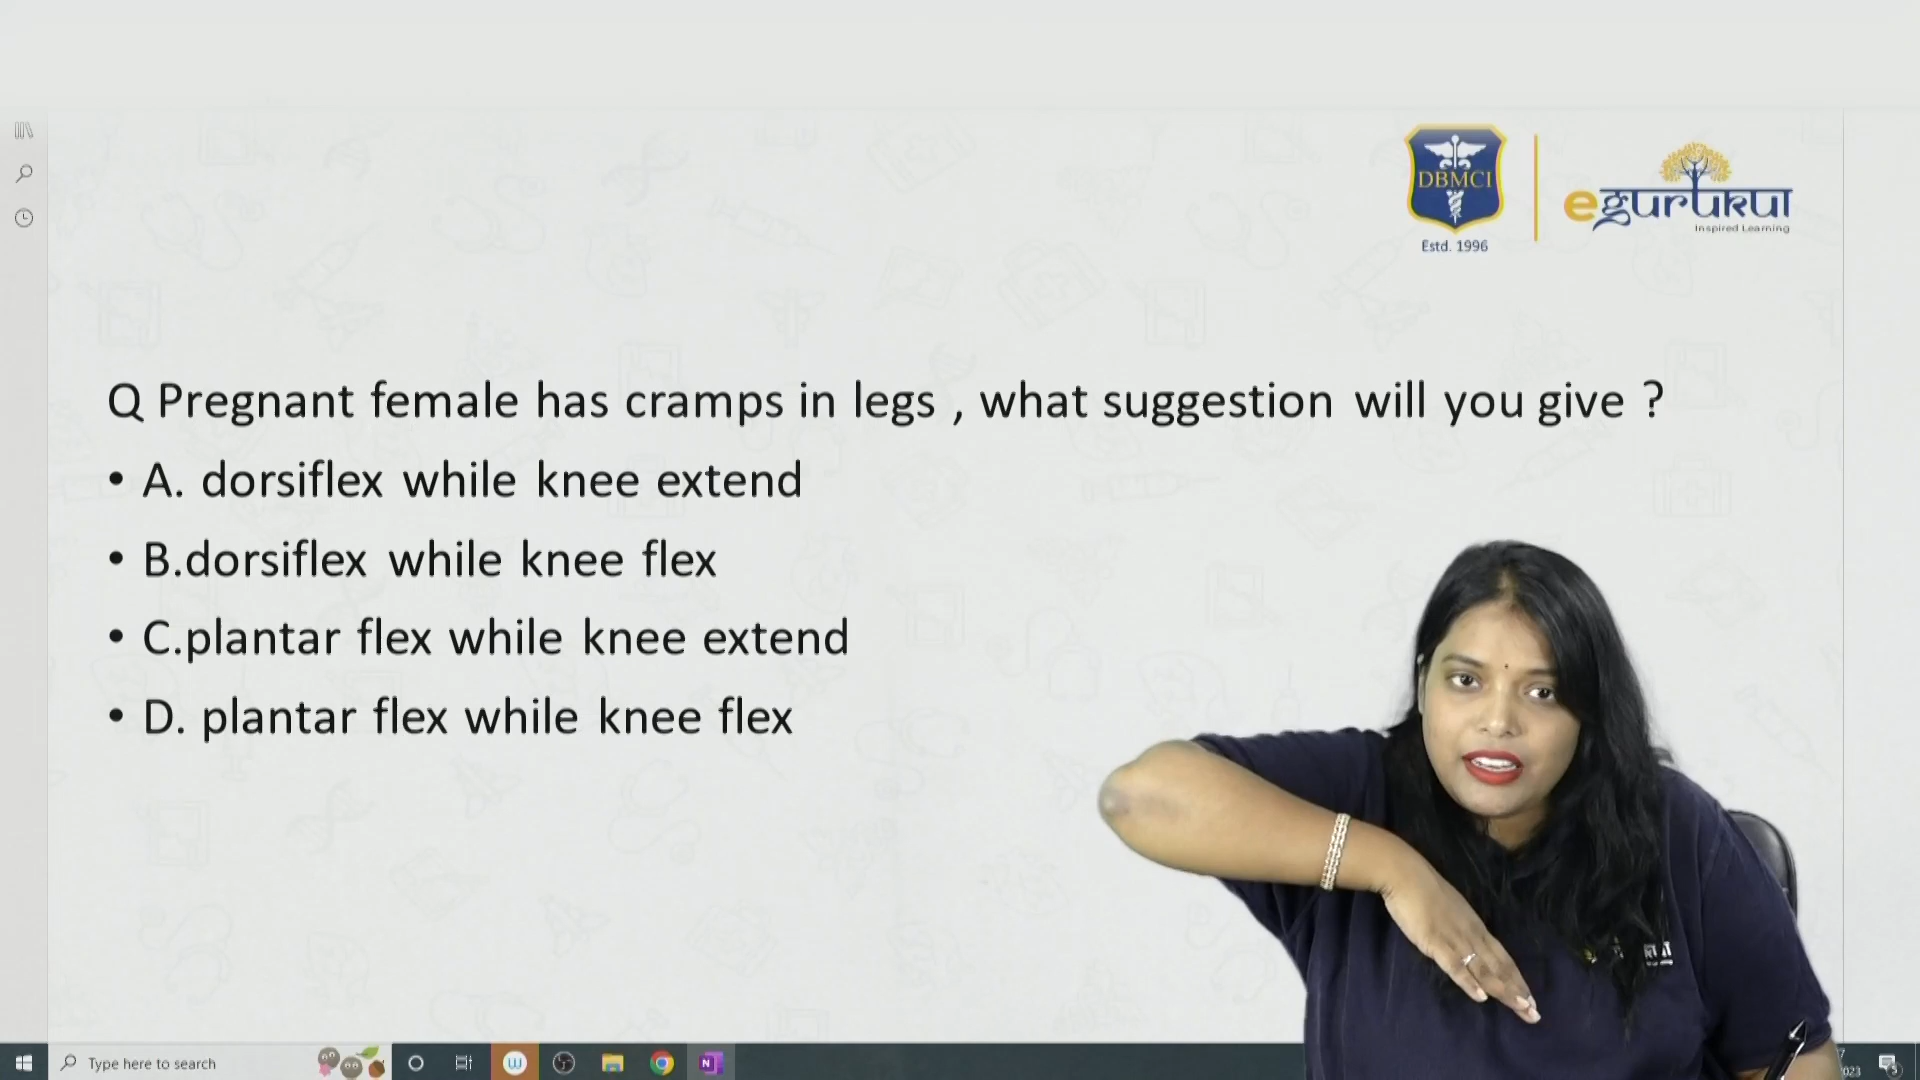 DBMCI
Estd. 1996
egurukul
Inspired Learning
Q Pregnant female has cramps in legs , what suggestion will you give ?
• A. dorsiflex while knee extend
• B.dorsiflex while knee flex
• C.plantar flex while knee extend
• D. plantar flex while knee flex
Type here to search